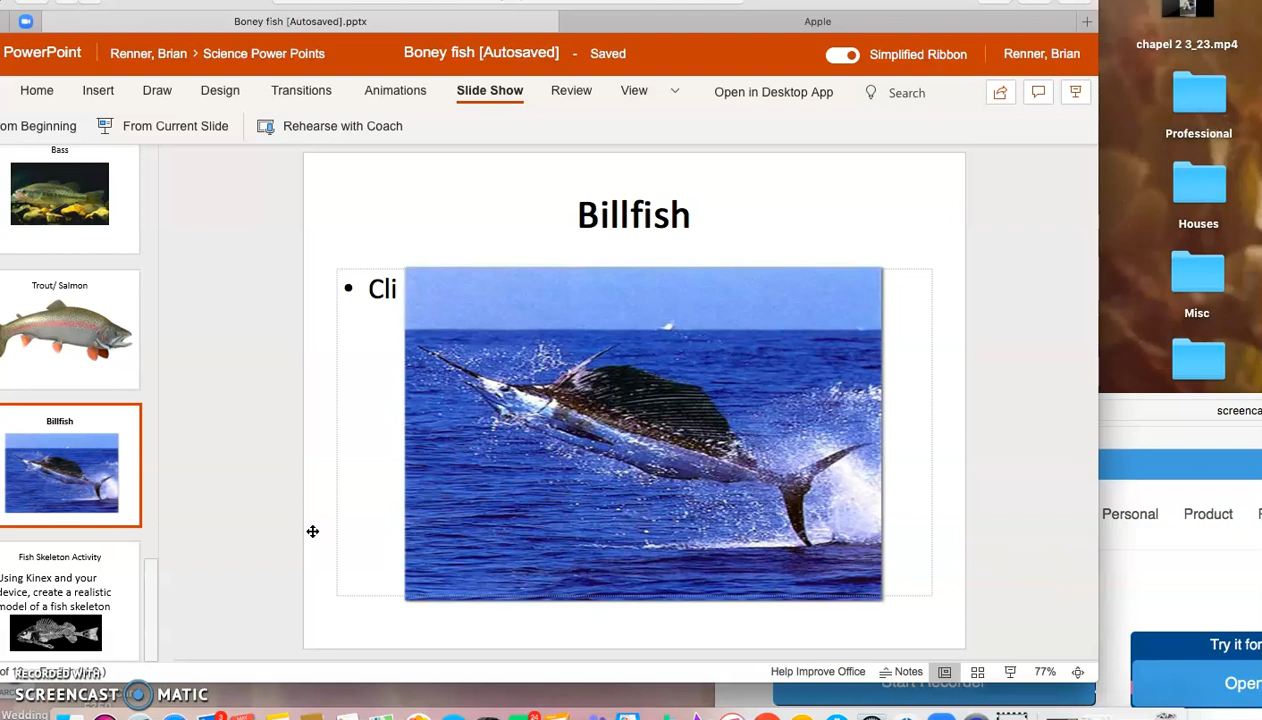 Boney fish [Autosaved].pptx
Apple
chapel 2 3_23.mp4
PowerPoint
Renner, Brian > Science Power Points
Boney fish [Autosaved] - Saved
Simplified Ribbon
Renner, Brian
Home
Insert
Draw
Design
Transitions
Animations
Slide Show
Review
View
Open in Desktop App
Search
om Beginning
From Current Slide
Rehearse with Coach
Professional
Houses
Misc
screenca
Personal
Product
Try it for
Open
Bass
Trout/ Salmon
Billfish
Fish Skeleton Activity
Using Kinex and your
device, create a realistic
model of a fish skeleton
Billfish
• Cli
Help Improve Office
Notes
77%
RECORDED WITH
SCREENCAST MATIC
Start Recorder
Wedding